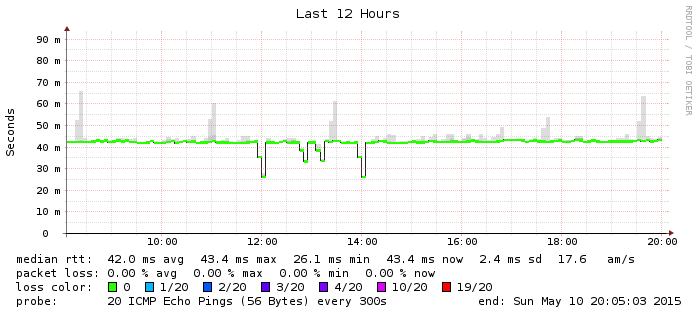 Last 12 Hours
RRDTOOL / TOBI OETIKER
Seconds
90 m
80 m
70 m
60 m
50 m
40 m
30 m
20 m
10 m
0
10:00 12:00 14:00 16:00 18:00 20:00
median rtt: 42.0 ms avg 43.4 ms max 26.1 ms min 43.4 ms now 2.4 ms sd 17.6 am/s
packet loss: 0.00 % avg 0.00 % max 0.00 % min 0.00 % now
loss color: 0 1/20 2/20 3/20 4/20 10/20 19/20
probe: 20 ICMP Echo Pings (56 Bytes) every 300s end: Sun May 10 20:05:03 2015